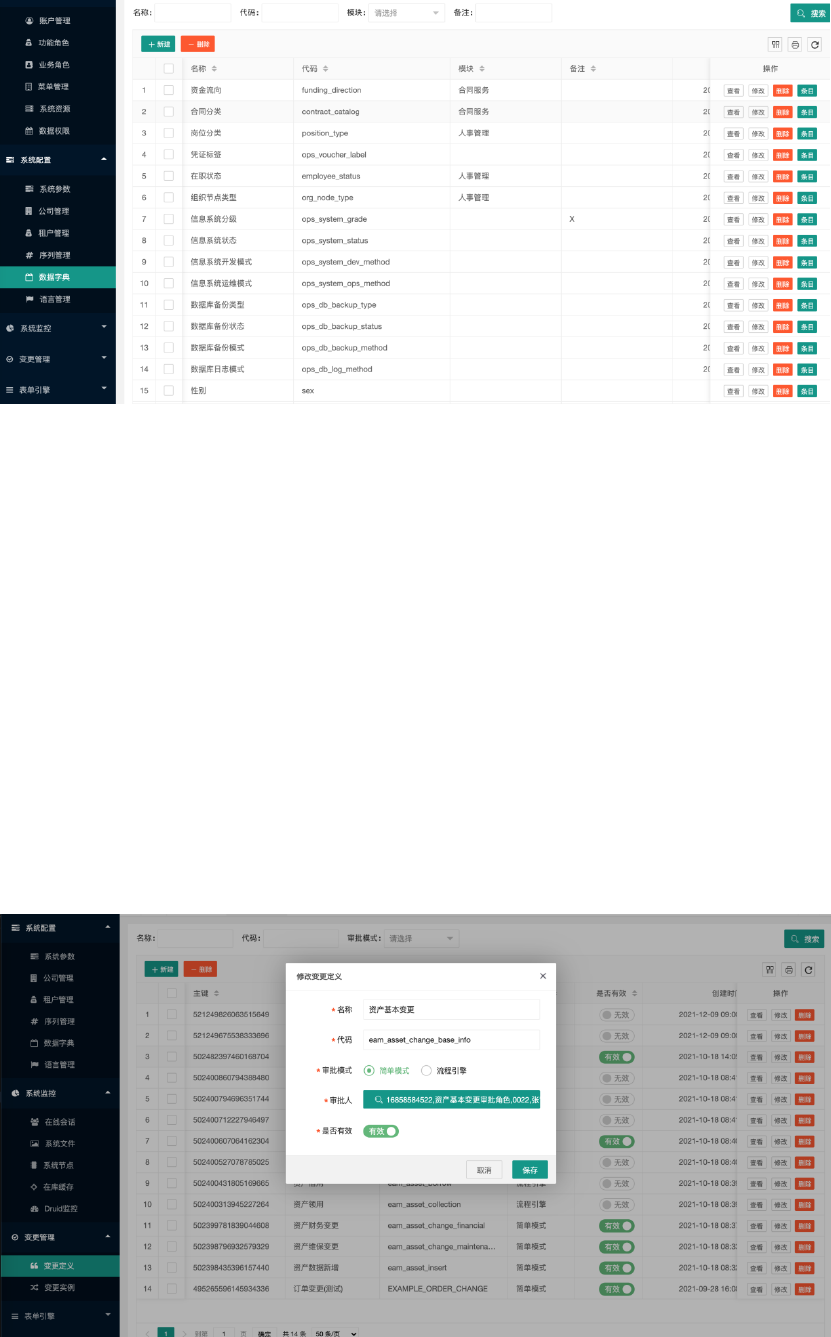 名称: 代码: 模块: 请选择 备注: 搜索
账户管理
功能角色
业务角色
菜单管理
系统资源
数据权限
系统配置
系统参数
公司管理
租户管理
序列管理
数据字典
语言管理
系统监控
变更管理
表单引擎
+ 新建 − 删除
名称 代码 模块 备注 操作
1 资金流向 funding_direction 合同服务 20 查看 修改 删除 条目
2 合同分类 contract_catalog 合同服务 20 查看 修改 删除 条目
3 岗位分类 position_type 人事管理 20 查看 修改 删除 条目
4 凭证标签 ops_voucher_label 20 查看 修改 删除 条目
5 在职状态 employee_status 人事管理 20 查看 修改 删除 条目
6 组织节点类型 org_node_type 人事管理 20 查看 修改 删除 条目
7 信息系统分级 ops_system_grade X 20 查看 修改 删除 条目
8 信息系统状态 ops_system_status 20 查看 修改 删除 条目
9 信息系统开发模式 ops_system_dev_method 20 查看 修改 删除 条目
10 信息系统运维模式 ops_system_ops_method 20 查看 修改 删除 条目
11 数据库备份类型 ops_db_backup_type 20 查看 修改 删除 条目
12 数据库备份状态 ops_db_backup_status 20 查看 修改 删除 条目
13 数据库备份模式 ops_db_backup_method 20 查看 修改 删除 条目
14 数据库日志模式 ops_db_log_method 20 查看 修改 删除 条目
15 性别 sex 查看 修改 删除 条目
系统配置
系统参数
公司管理
租户管理
序列管理
数据字典
语言管理
系统监控
在线会话
系统文件
系统节点
在库缓存
Druid监控
变更管理
变更定义
变更实例
表单引擎
名称: 代码: 审批模式: 请选择 搜索
+ 新建 − 删除
主键 是否有效 创建时 操作
1 521249826063515649 无效 2021-12-09 09:0 查看 修改 删除
2 521249675538333696 无效 2021-12-09 09:0 查看 修改 删除
3 502482397460168704 有效 2021-10-18 14:0 查看 修改 删除
4 502400860794388480 无效 2021-10-18 08:4 查看 修改 删除
5 502400794696351744 无效 2021-10-18 08:4 查看 修改 删除
6 502400712227946497 无效 2021-10-18 08:4 查看 修改 删除
7 502400607064162304 有效 2021-10-18 08:4 查看 修改 删除
8 502400527078785025 无效 2021-10-18 08:4 查看 修改 删除
9 502400431805169665 流程引擎 无效 2021-10-18 08:3 查看 修改 删除
10 502400313945227264 资产领用 eam_asset_collection 流程引擎 无效 2021-10-18 08:3 查看 修改 删除
11 502399781839044608 资产财务变更 eam_asset_change_financial 简单模式 有效 2021-10-18 08:3 查看 修改 删除
12 502398796932579329 资产维保变更 eam_asset_change_maintena... 简单模式 有效 2021-10-18 08:3 查看 修改 删除
13 502398435396157440 资产数据新增 eam_asset_insert 简单模式 有效 2021-10-18 08:3 查看 修改 删除
14 495265596145934336 订单变更(测试) EXAMPLE_ORDER_CHANGE 简单模式 有效 2021-09-28 16:0 查看 修改 删除
1 到第 1 页 确定 共 14 条 50 条/页
修改变更定义
* 名称 资产基本变更
* 代码 eam_asset_change_base_info
* 审批模式 简单模式 流程引擎
* 审批人 16858584522,资产基本变更审批角色,0022,张
* 是否有效 有效
取消 保存